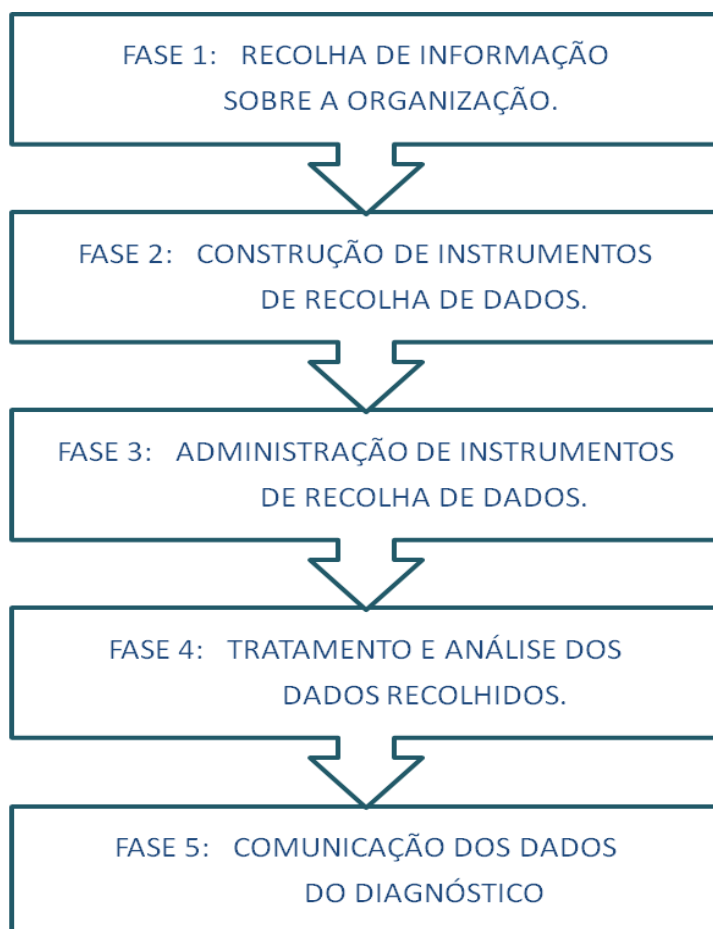 FASE 1: RECOLHA DE INFORMAÇÃO
SOBRE A ORGANIZAÇÃO.
FASE 2: CONSTRUÇÃO DE INSTRUMENTOS
DE RECOLHA DE DADOS.
FASE 3: ADMINISTRAÇÃO DE INSTRUMENTOS
DE RECOLHA DE DADOS.
FASE 4: TRATAMENTO E ANÁLISE DOS
DADOS RECOLHIDOS.
FASE 5: COMUNICAÇÃO DOS DADOS
DO DIAGNÓSTICO